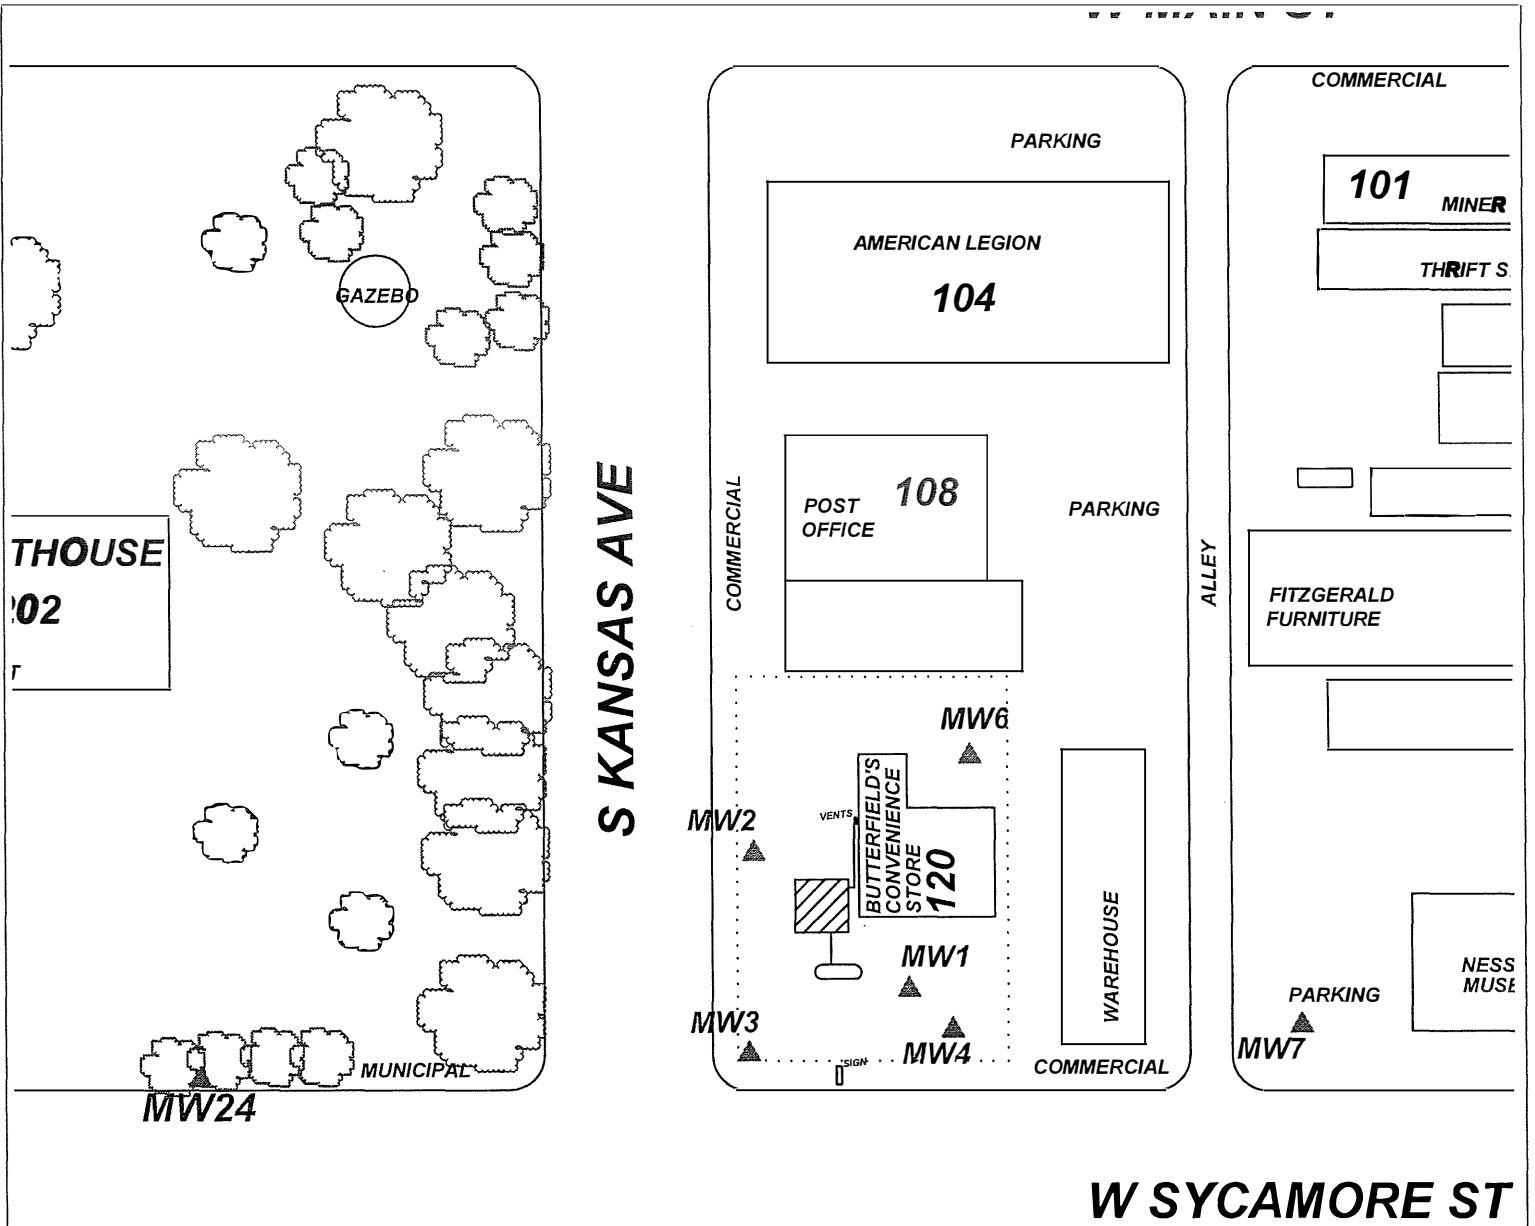 COMMERCIAL
PARKING
101
MINER
AMERICAN LEGION
104
THRIFT S
GAZEBO
S KANSAS AVE
COMMERCIAL
108
POST
OFFICE
PARKING
ALLEY
THOUSE
202
FITZGERALD
FURNITURE
MW6
MW2
VENTS
BUTTERFIELD'S
CONVENIENCE
STORE
120
WAREHOUSE
MW1
NESS
MUSE
PARKING
MW3
MW4
MW7
SIGN
COMMERCIAL
MUNICIPAL
MW24
W SYCAMORE ST